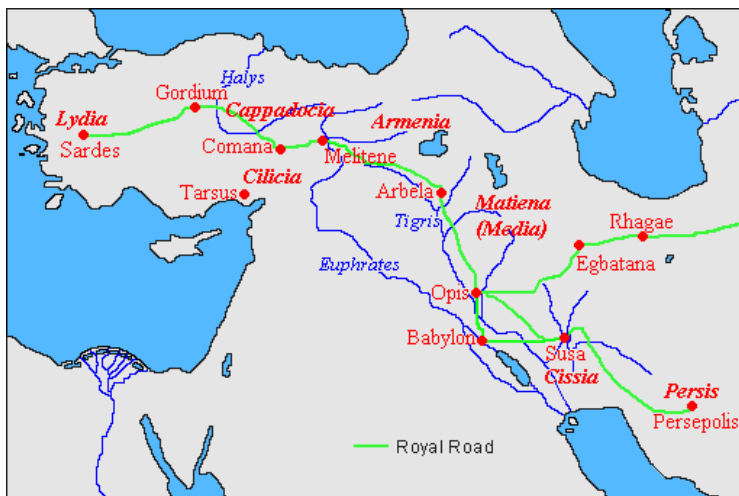 Halys
Gordium
Lydia
Cappadocia
Armenia
Sardes
Comana
Melitene
Cilicia
Tarsus
Arbela
Matiena
(Media)
Tigris
Rhagae
Euphrates
Egbatana
Opis
Babylon
Susa
Cissia
Persis
Persepolis
Royal Road